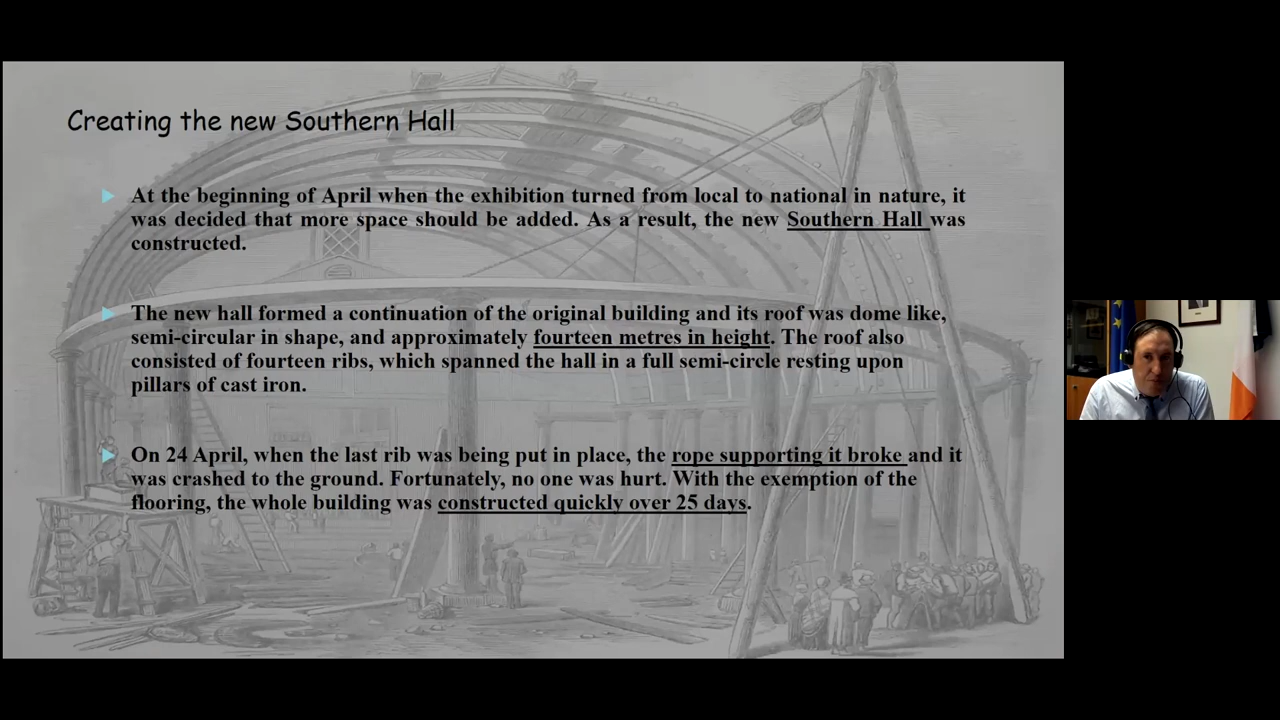 Creating the new Southern Hall
At the beginning of April when the exhibition turned from local to national in nature, it
was decided that more space should be added. As a result, the new Southern Hall was
constructed.
The new hall formed a continuation of the original building and its roof was dome like,
semi-circular in shape, and approximately fourteen metres in height. The roof also
consisted of fourteen ribs, which spanned the hall in a full semi-circle resting upon
pillars of cast iron.
On 24 April, when the last rib was being put in place, the rope supporting it broke and it
was crashed to the ground. Fortunately, no one was hurt. With the exemption of the
flooring, the whole building was constructed quickly over 25 days.